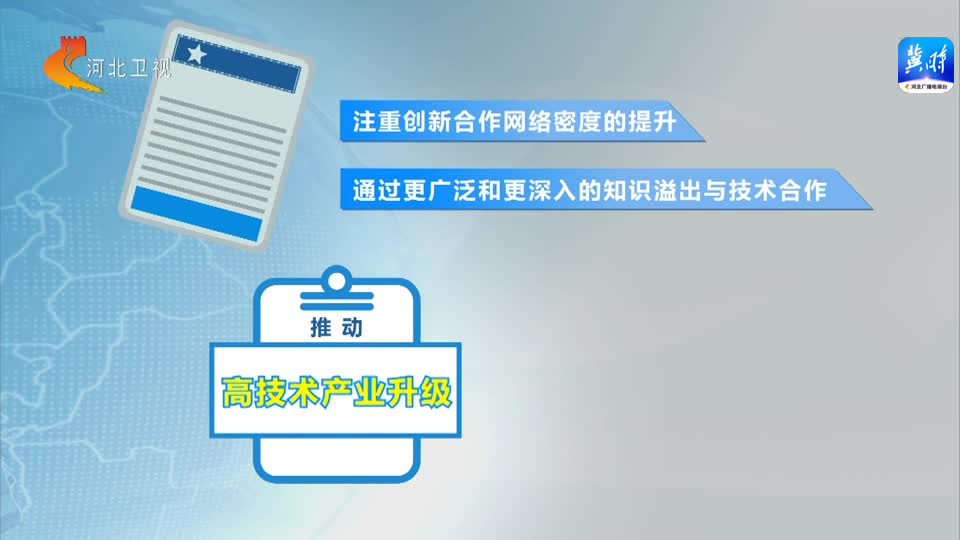 河北卫视
冀时
河北广播电视台
注重创新合作网络密度的提升
通过更广泛和更深入的知识溢出与技术合作
推动
高技术产业升级